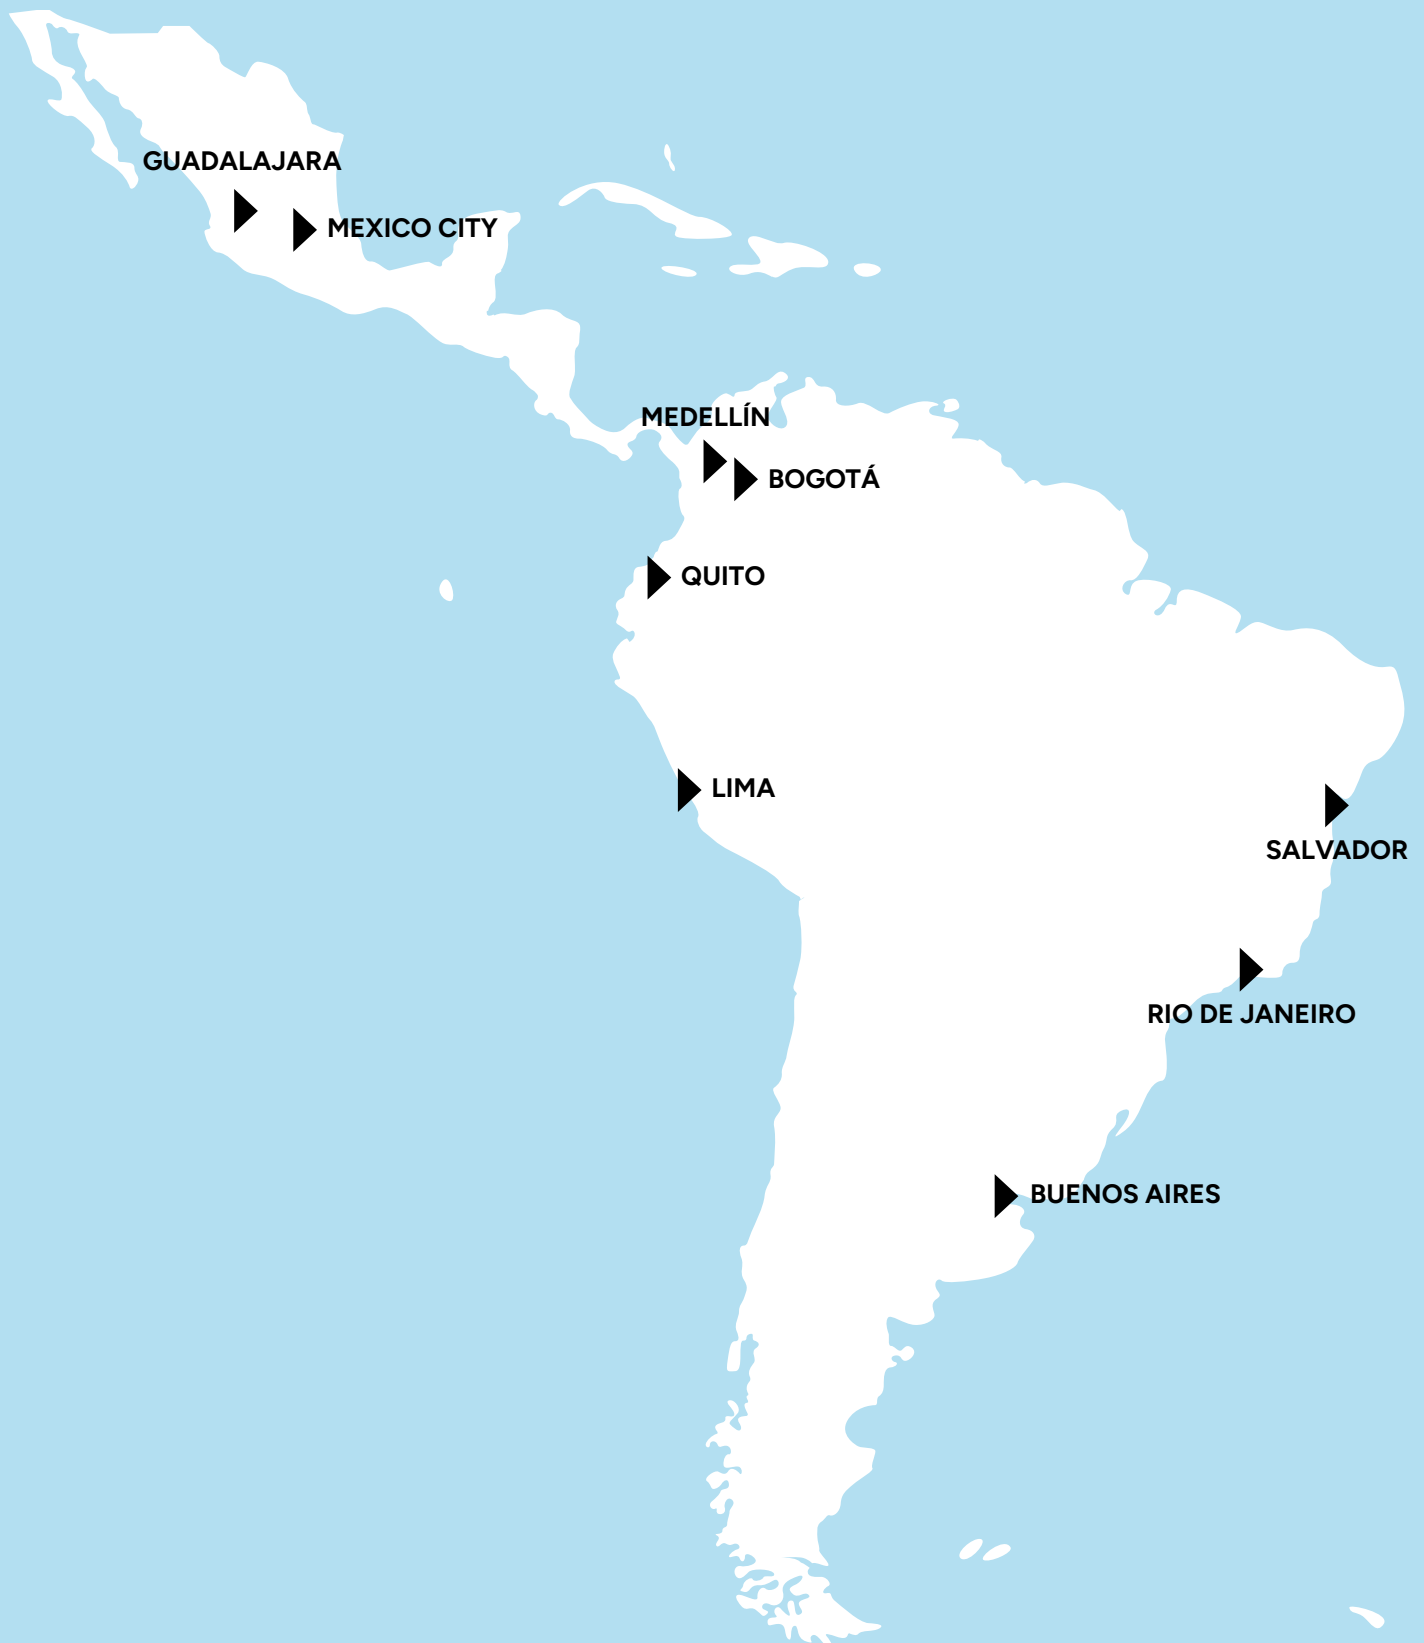 GUADALAJARA
MEXICO CITY
MEDELLÍN
BOGOTÁ
QUITO
LIMA
SALVADOR
RIO DE JANEIRO
BUENOS AIRES